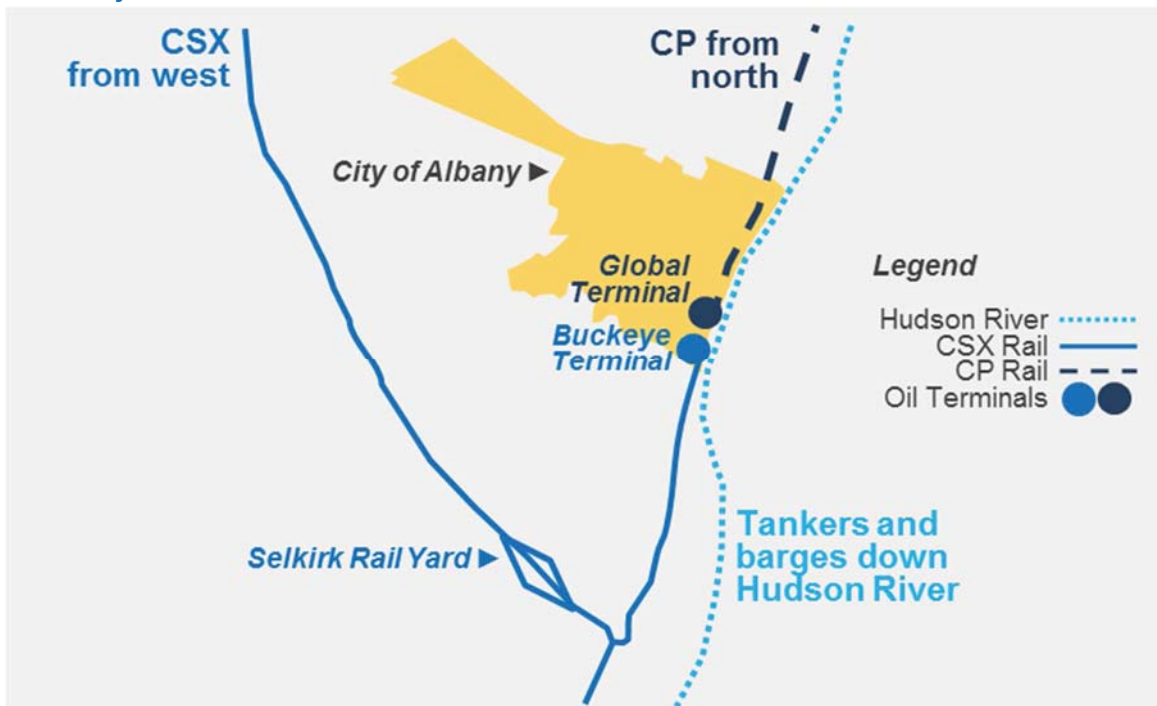 CSX
from west
CP from
north
City of Albany
Global
Terminal
Buckeye
Terminal
Legend
Hudson River
CSX Rail
CP Rail
Oil Terminals
Selkirk Rail Yard
Tankers and
barges down
Hudson River